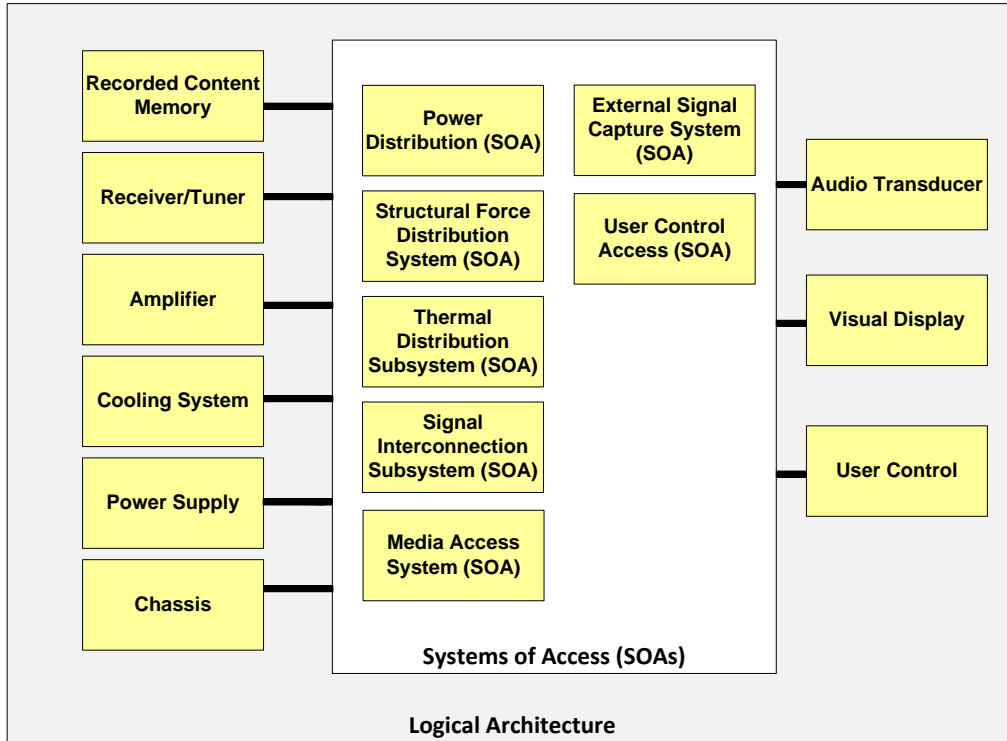 Recorded Content
Memory
Receiver/Tuner
Amplifier
Cooling System
Power Supply
Chassis
Power
Distribution (SOA)
Structural Force
Distribution
System (SOA)
Thermal
Distribution
Subsystem (SOA)
Signal
Interconnection
Subsystem (SOA)
Media Access
System (SOA)
External Signal
Capture System
(SOA)
User Control
Access (SOA)
Audio Transducer
Visual Display
User Control
Systems of Access (SOAs)
Logical Architecture